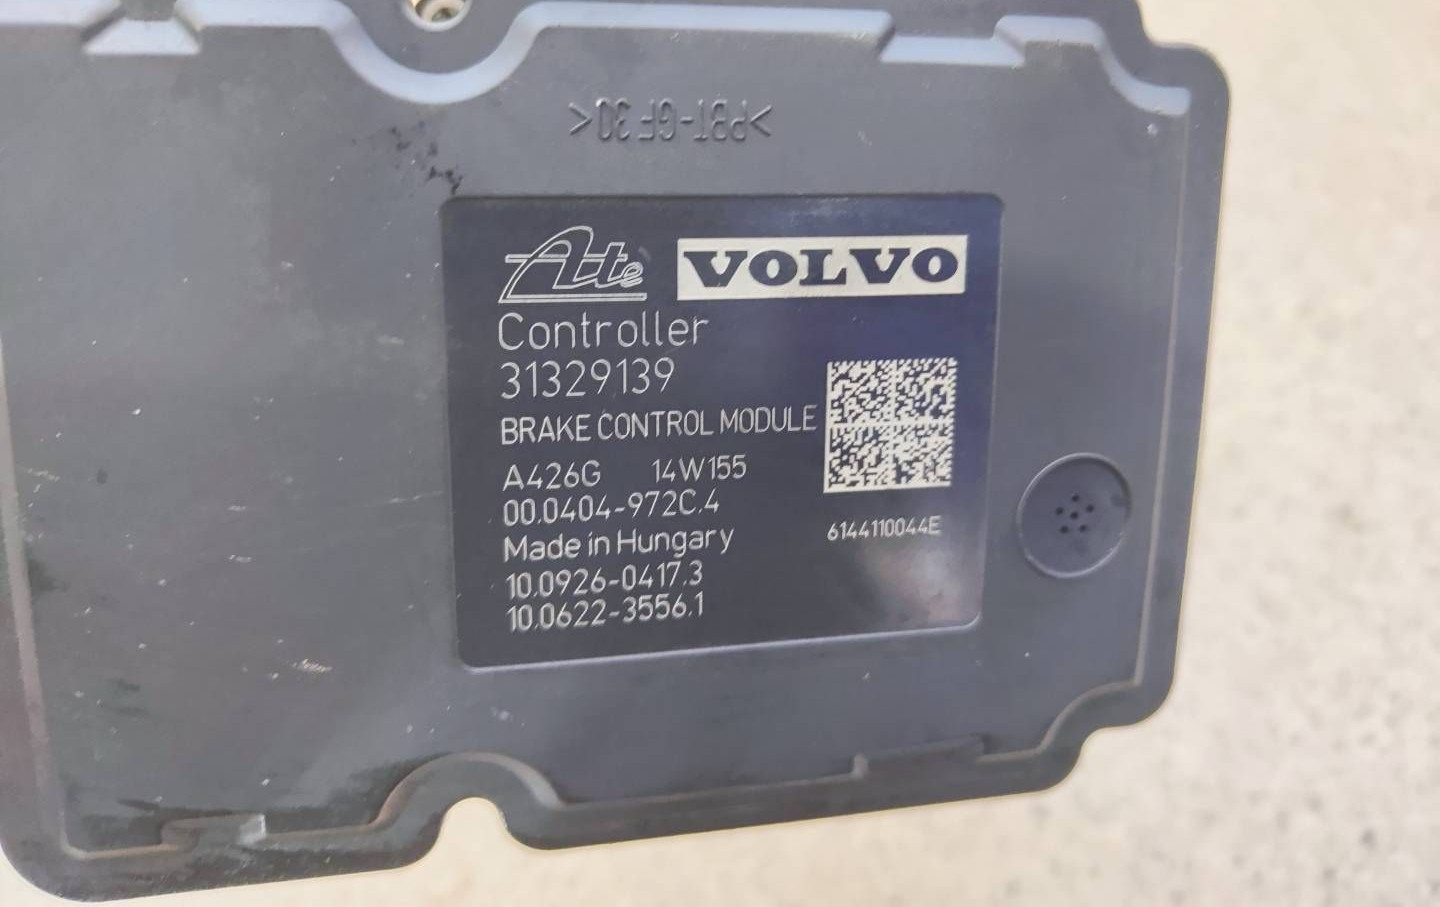 >PBT-GF30<
Ate VOLVO
Controller
31329139
BRAKE CONTROL MODULE
A426G 14W155
00.0404-972C.4
Made in Hungary
6144110044E
10.0926-0417.3
10.0622-3556.1